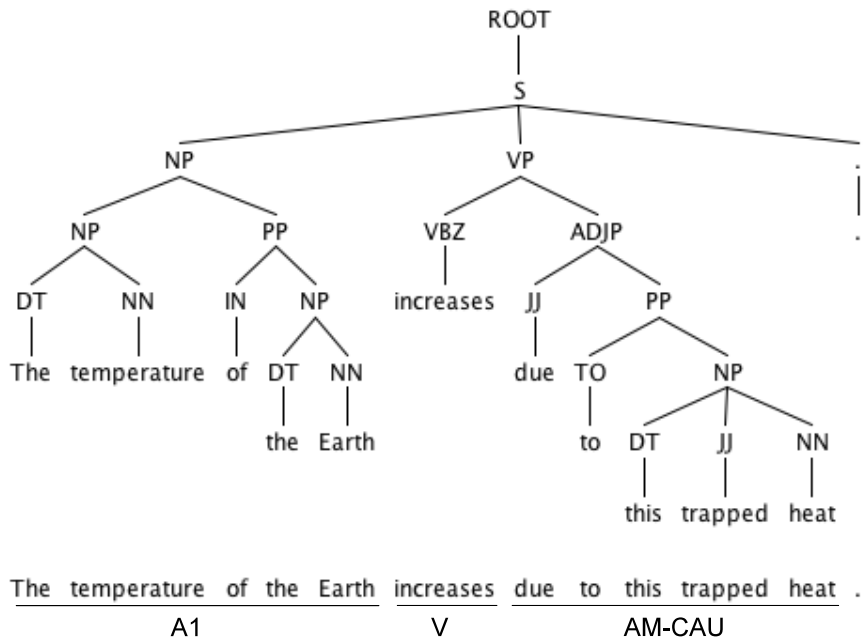 ROOT
S
NP VP .
NP PP VBZ ADJP .
DT NN IN NP increases JJ PP
The temperature of DT NN due TO NP
the Earth to DT JJ NN
this trapped heat
The temperature of the Earth increases due to this trapped heat .
A1 V AM-CAU